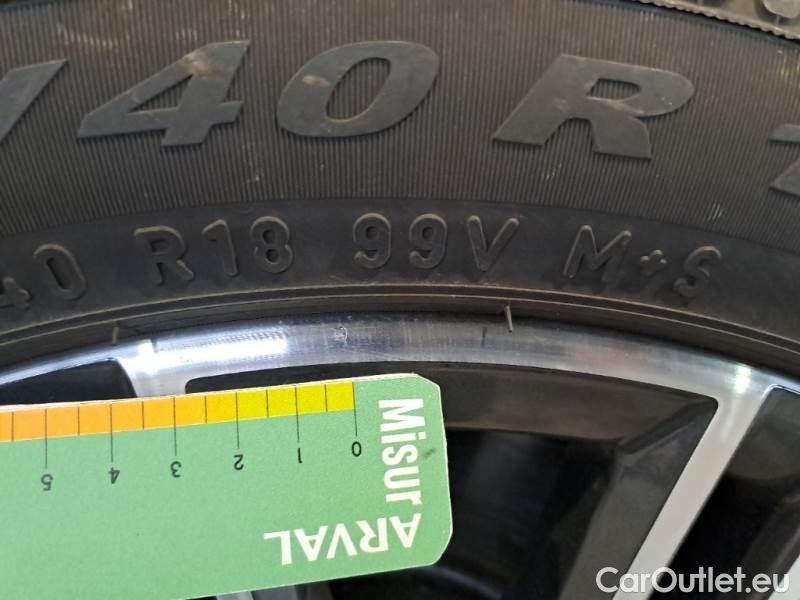 /40 R
40 R18 99V M+S
0 1 2 3 4 5
Misur
ARVAL
CarOutlet.eu